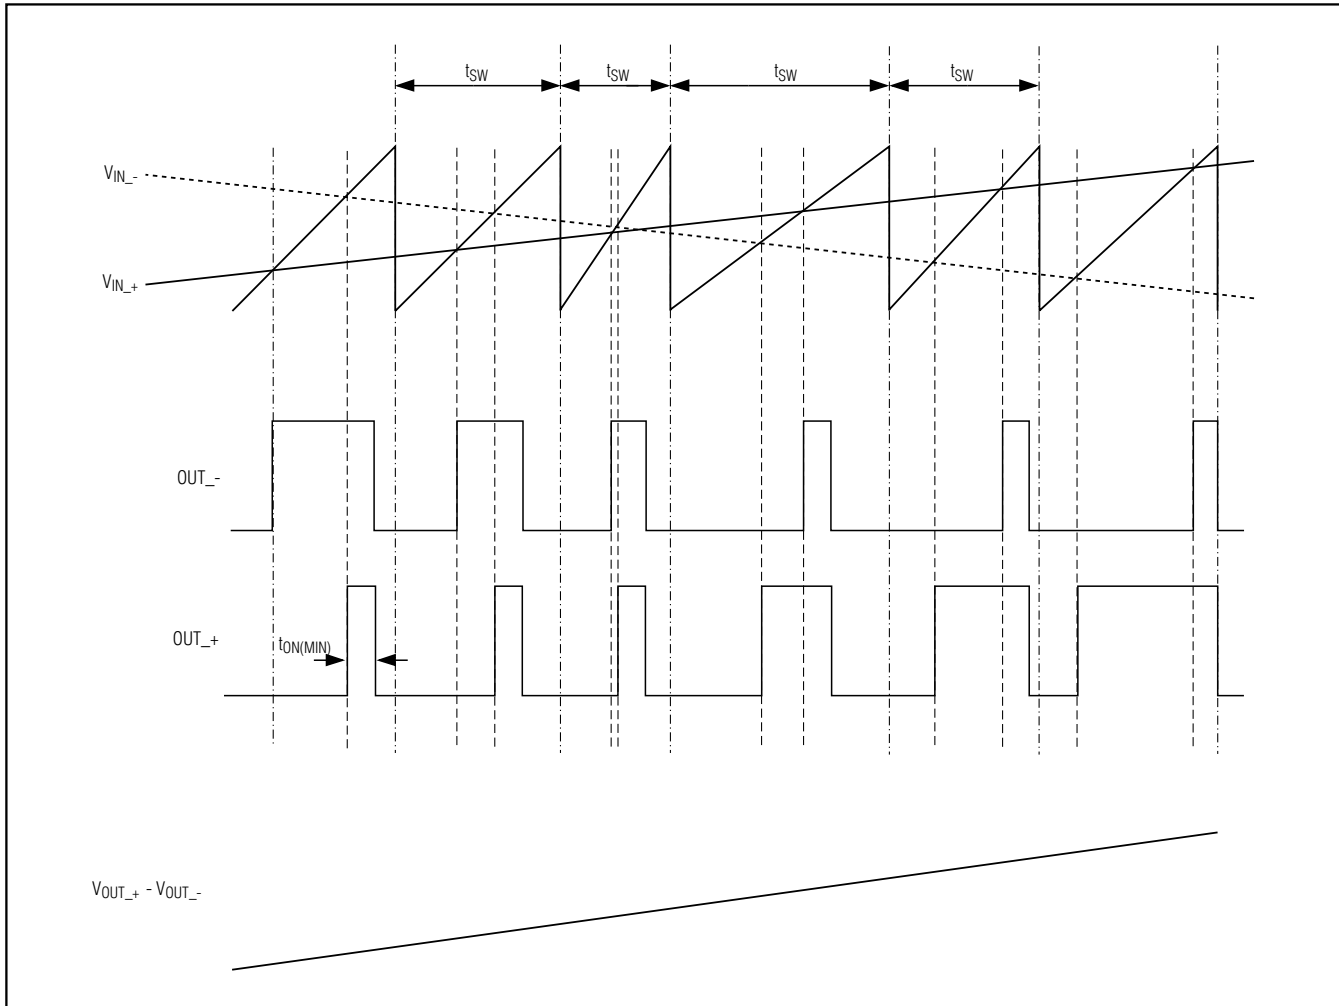 tSW
tSW
tSW
tSW
VIN_-
VIN_+
OUT_-
OUT_+
tON(MIN)
VOUT_+ - VOUT_-